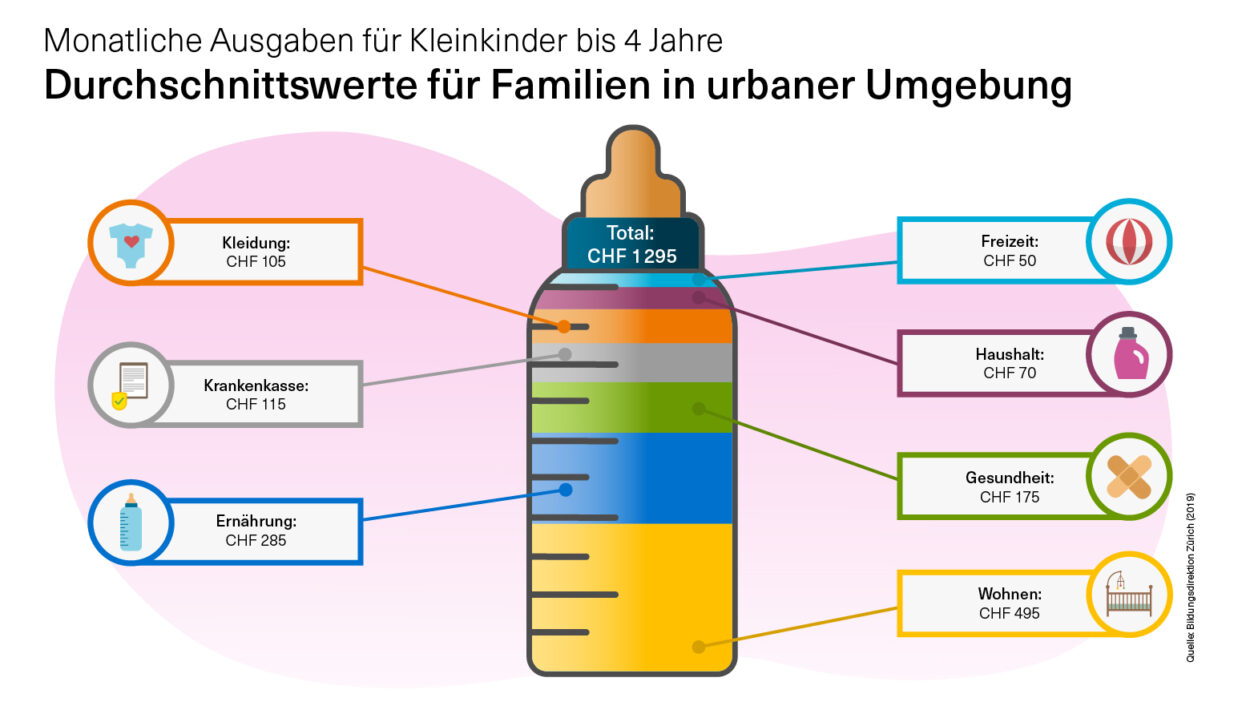 Monatliche Ausgaben für Kleinkinder bis 4 Jahre
Durchschnittswerte für Familien in urbaner Umgebung
Total:
CHF 1 295
Kleidung:
CHF 105
Krankenkasse:
CHF 115
Ernährung:
CHF 285
Freizeit:
CHF 50
Haushalt:
CHF 70
Gesundheit:
CHF 175
Wohnen:
CHF 495
Quelle: Bildungsdirektion Zürich (2019)